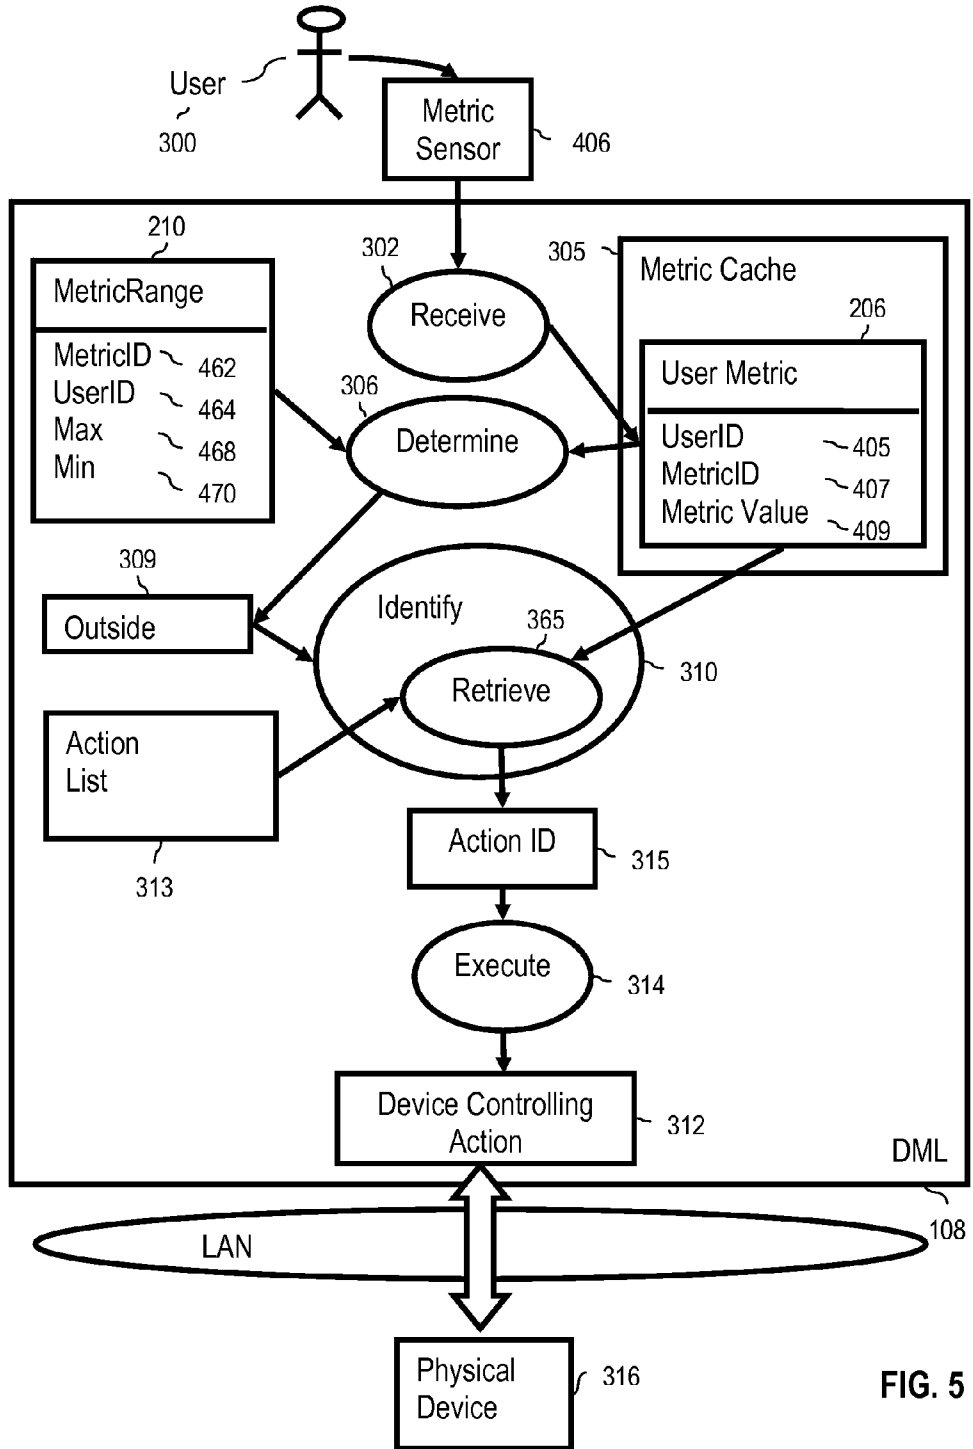 User
300
Metric
Sensor
406
210
MetricRange
MetricID
462
UserID
464
Max
468
Min
470
302
Receive
305
Metric Cache
206
User Metric
UserID
405
MetricID
407
Metric Value
409
306
Determine
309
Outside
Identify
365
Retrieve
310
Action
List
313
Action ID
315
Execute
314
Device Controlling
Action
312
DML
108
LAN
Physical
Device
316
FIG. 5